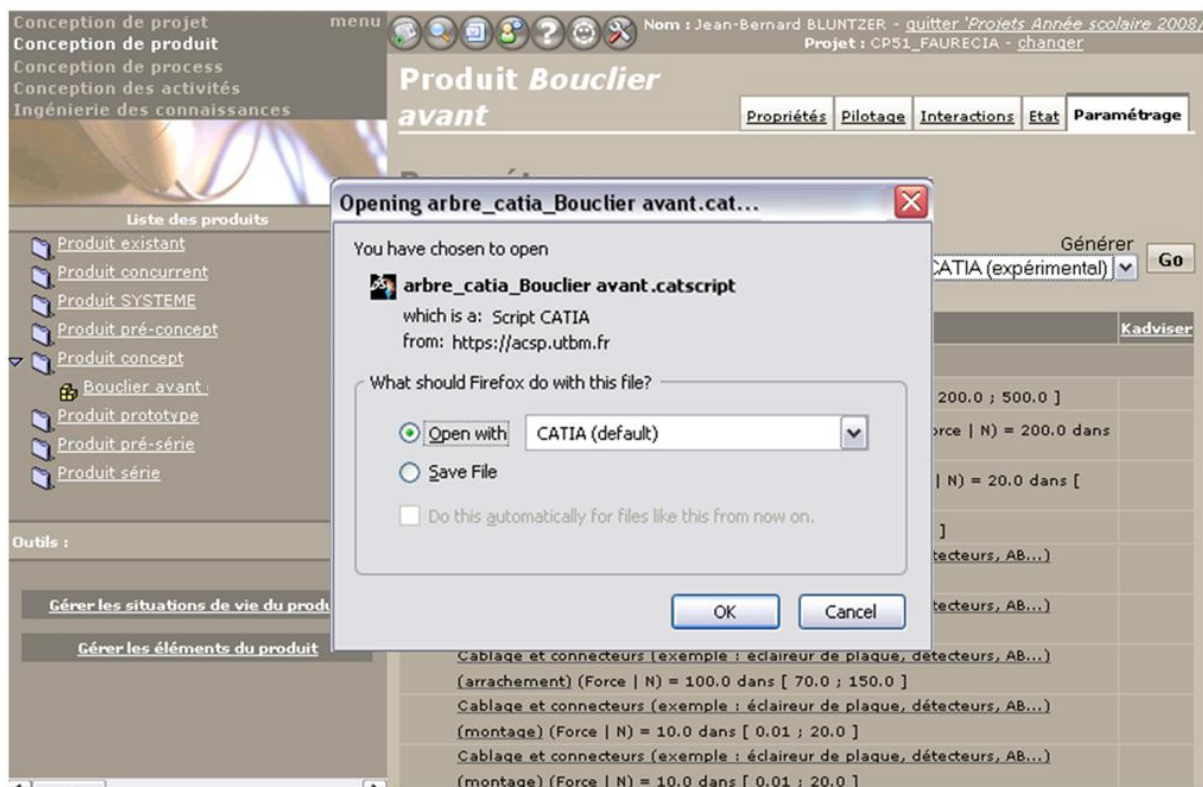 Conception de projet
menu
Conception de produit
Conception de process
Conception des activités
Ingénierie des connaissances
Nom : Jean-Bernard BLUNTZER - quitter 'Projets Année scolaire 2008/
Projet : CP51_FAURECIA - changer
Produit Bouclier
avant
Propriétés Pilotage Interactions Etat Paramétrage
Liste des produits
Produit existant
Produit concurrent
Produit SYSTEME
Produit pré-concept
Produit concept
Bouclier avant
Produit prototype
Produit pré-série
Produit série
Outils :
Gérer les situations de vie du produ
Gérer les éléments du produit
Opening arbre_catia_Bouclier avant.cat...
You have chosen to open
arbre_catia_Bouclier avant.catscript
which is a: Script CATIA
from: https://acsp.utbm.fr
What should Firefox do with this file?
Open with CATIA (default)
Save File
Do this automatically for files like this from now on.
OK Cancel
Générer
CATIA (expérimental) Go
Kadviser
200.0 ; 500.0 ]
orce | N) = 200.0 dans
| N) = 20.0 dans [
]
tecteurs, AB...)
tecteurs, AB...)
Cablage et connecteurs (exemple : éclaireur de plaque, détecteurs, AB...)
(arrachement) (Force | N) = 100.0 dans [ 70.0 ; 150.0 ]
Cablage et connecteurs (exemple : éclaireur de plaque, détecteurs, AB...)
(montage) (Force | N) = 10.0 dans [ 0.01 ; 20.0 ]
Cablage et connecteurs (exemple : éclaireur de plaque, détecteurs, AB...)
(montage) (Force | N) = 10.0 dans [ 0.01 ; 20.0 ]